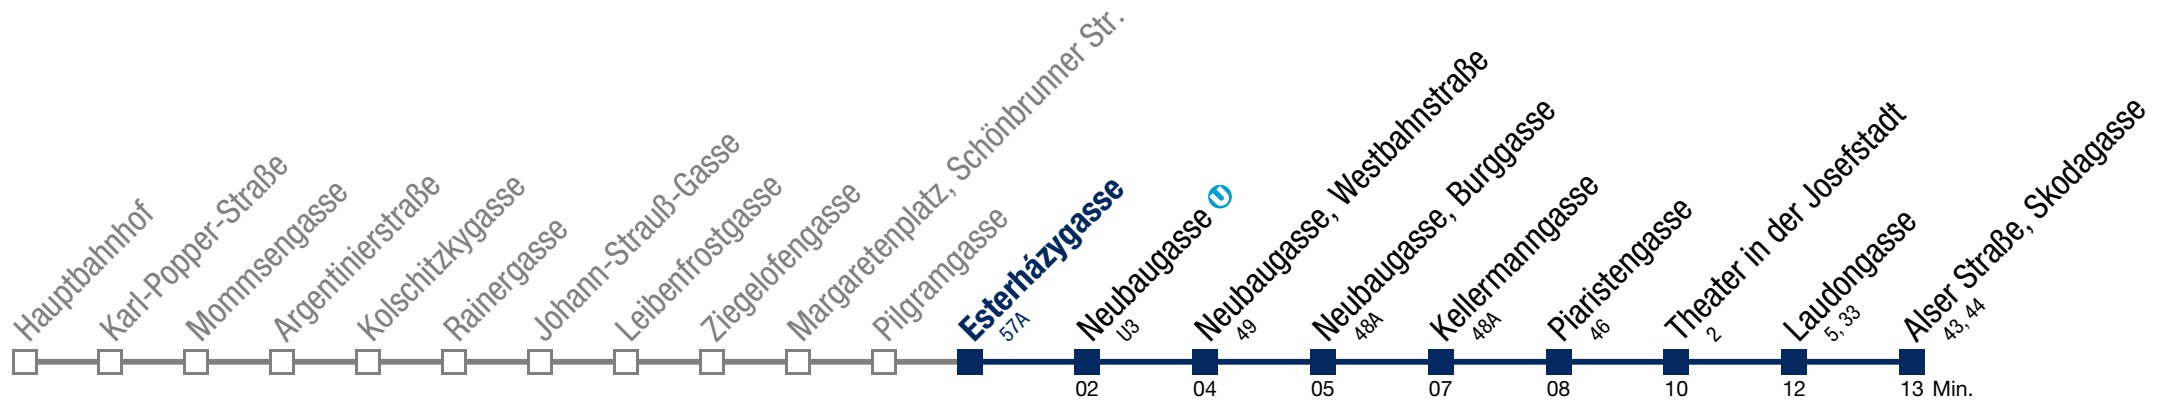 Hauptbahnhof
Karl-Popper-Straße
Mommsengasse
Argentinierstraße
Kolschitzkygasse
Rainergasse
Johann-Strauß-Gasse
Leibenfrostgasse
Ziegelofengasse
Margaretenplatz, Schönbrunner Str.
Pilgramgasse
Esterházygasse
57A
Neubaugasse U
U3
Neubaugasse, Westbahnstraße
49
Neubaugasse, Burggasse
48A
Kellermanngasse
48A
Piaristengasse
46
Theater in der Josefstadt
2
Laudongasse
5, 33
Alser Straße, Skodagasse
43, 44
02 04 05 07 08 10 12 13 Min.